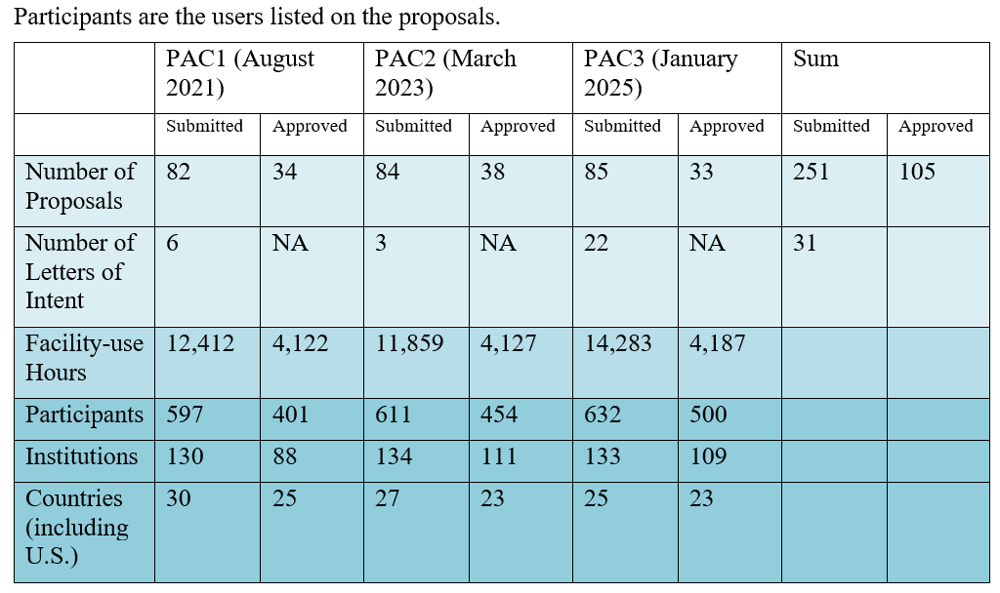 Participants are the users listed on the proposals.
PAC1 (August 2021) PAC2 (March 2023) PAC3 (January 2025) Sum
Submitted Approved Submitted Approved Submitted Approved Submitted Approved
Number of Proposals 82 34 84 38 85 33 251 105
Number of Letters of Intent 6 NA 3 NA 22 NA 31
Facility-use Hours 12,412 4,122 11,859 4,127 14,283 4,187
Participants 597 401 611 454 632 500
Institutions 130 88 134 111 133 109
Countries (including U.S.) 30 25 27 23 25 23